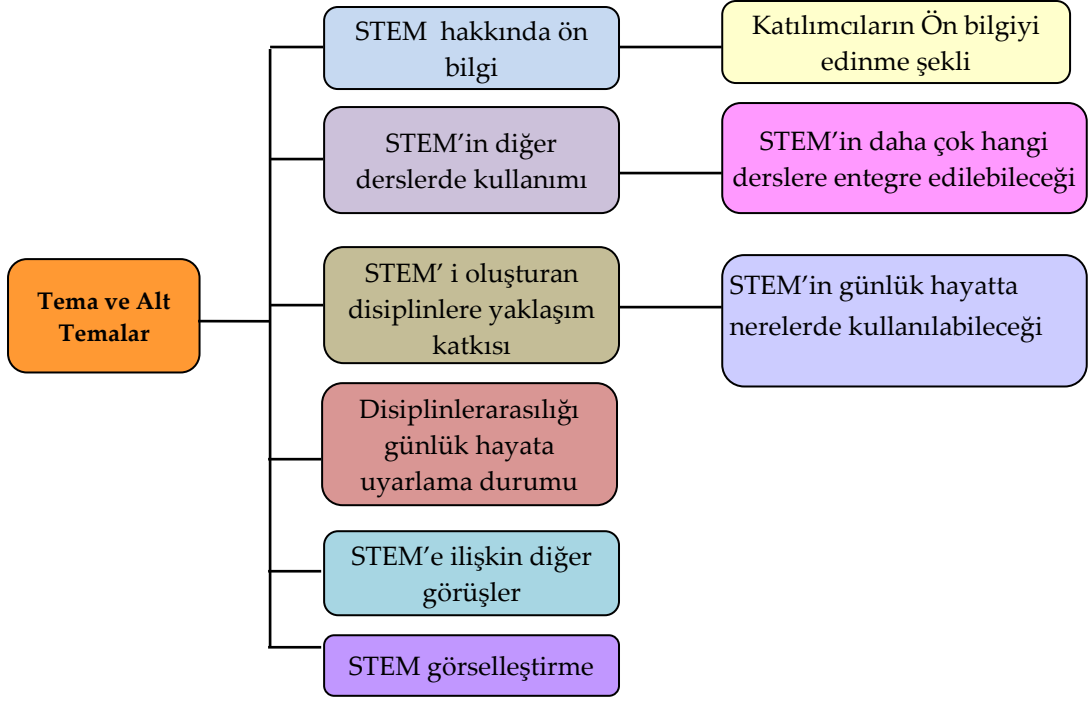 STEM hakkında ön
bilgi
Katılımcıların Ön bilgiyi
edinme şekli
STEM'in diğer
derslerde kullanımı
STEM'in daha çok hangi
derslere entegre edilebileceği
Tema ve Alt
Temalar
STEM' i oluşturan
disiplinlere yaklaşım
katkısı
STEM'in günlük hayatta
nerelerde kullanılabileceği
Disiplinlerarasılığı
günlük hayata
uyarlama durumu
STEM'e ilişkin diğer
görüşler
STEM görselleştirme